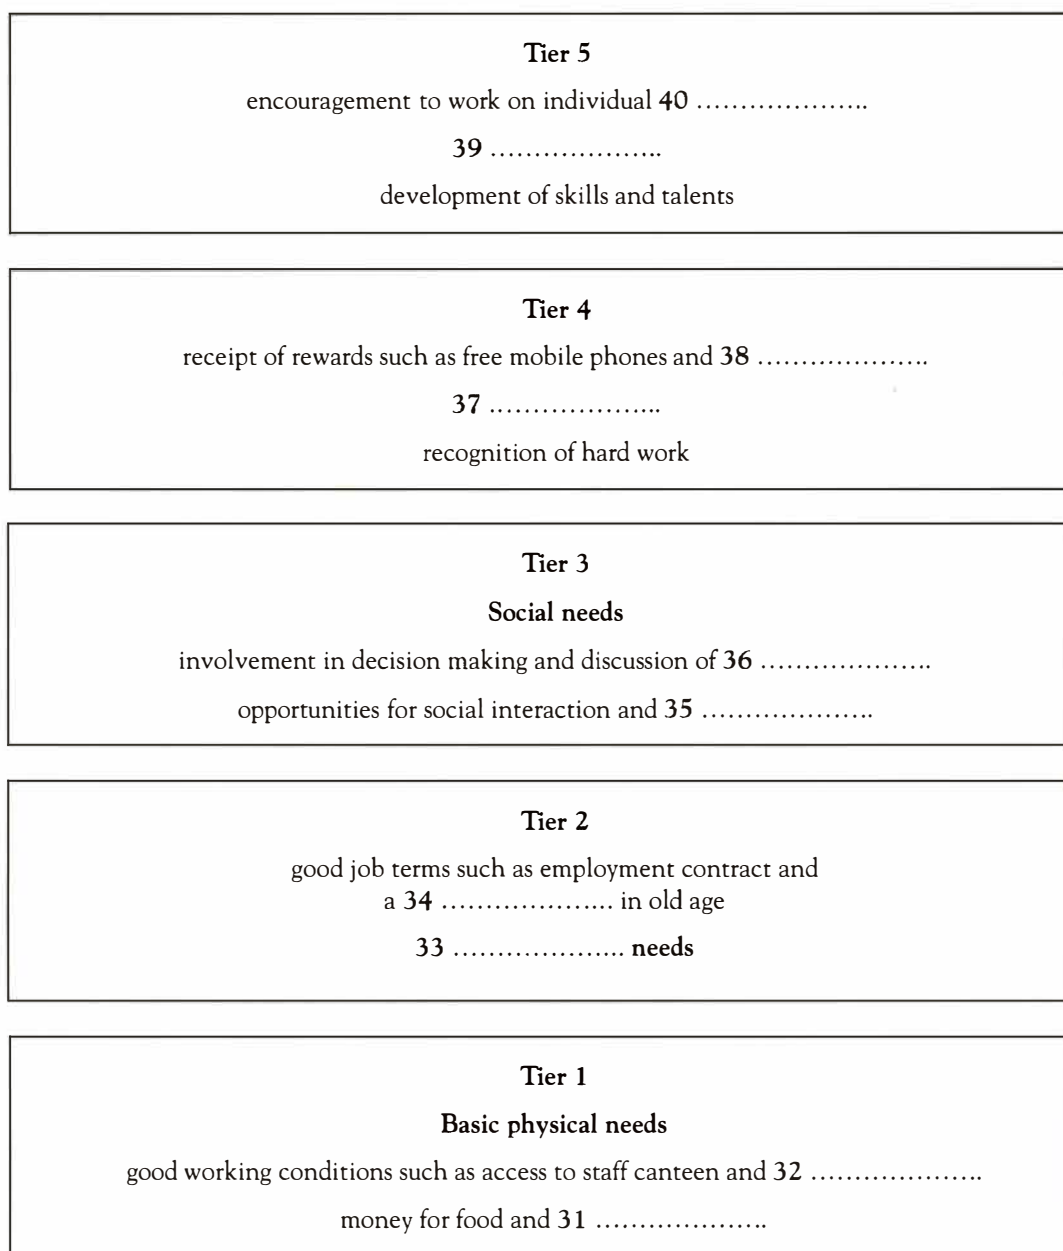 Tier 5
encouragement to work on individual 40 ....................
39 ....................
development of skills and talents
Tier 4
receipt of rewards such as free mobile phones and 38 ....................
37 ....................
recognition of hard work
Tier 3
Social needs
involvement in decision making and discussion of 36 ....................
opportunities for social interaction and 35 ....................
Tier 2
good job terms such as employment contract and
a 34 .................... in old age
33 .................... needs
Tier 1
Basic physical needs
good working conditions such as access to staff canteen and 32 ....................
money for food and 31 ....................